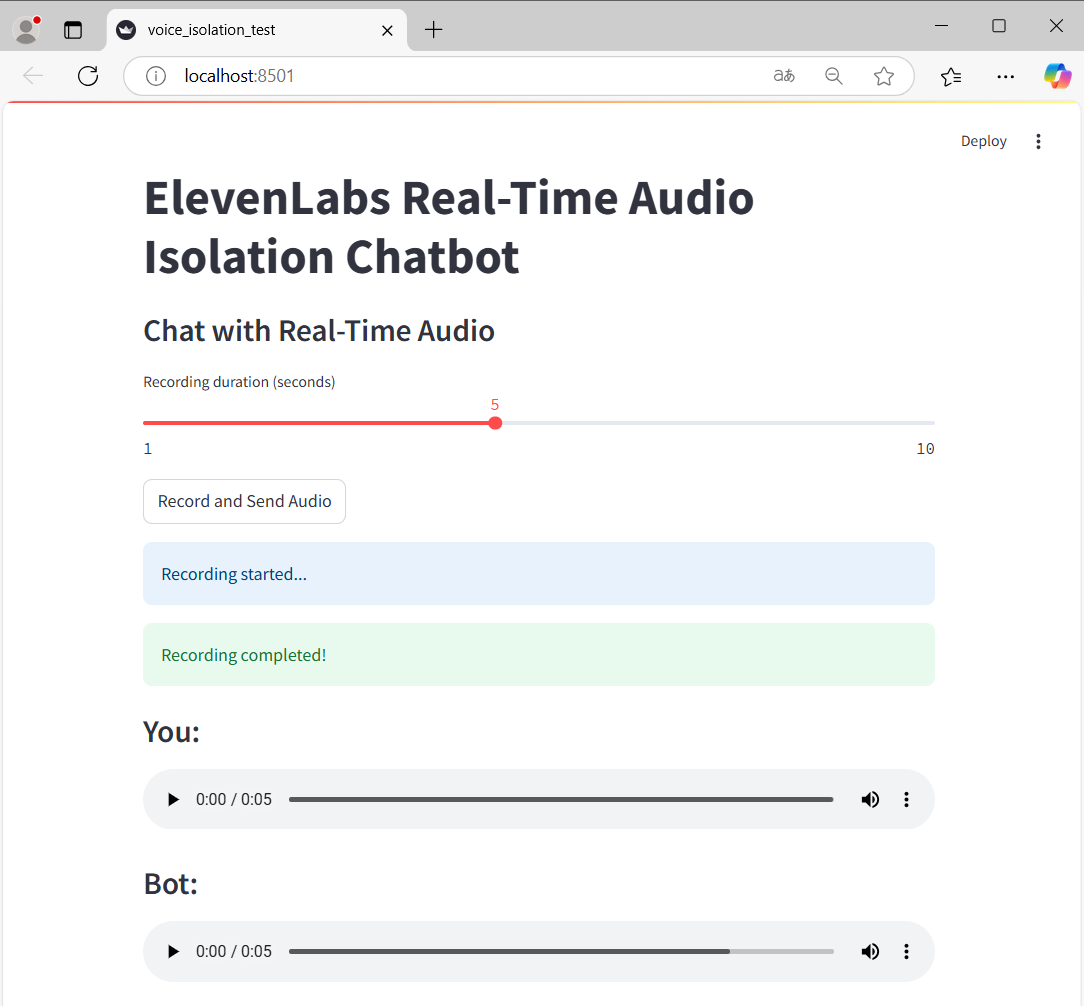 voice_isolation_test
localhost:8501
aあ
Deploy
ElevenLabs Real-Time Audio
Isolation Chatbot
Chat with Real-Time Audio
Recording duration (seconds)
5
1 10
Record and Send Audio
Recording started...
Recording completed!
You:
0:00 / 0:05
Bot:
0:00 / 0:05